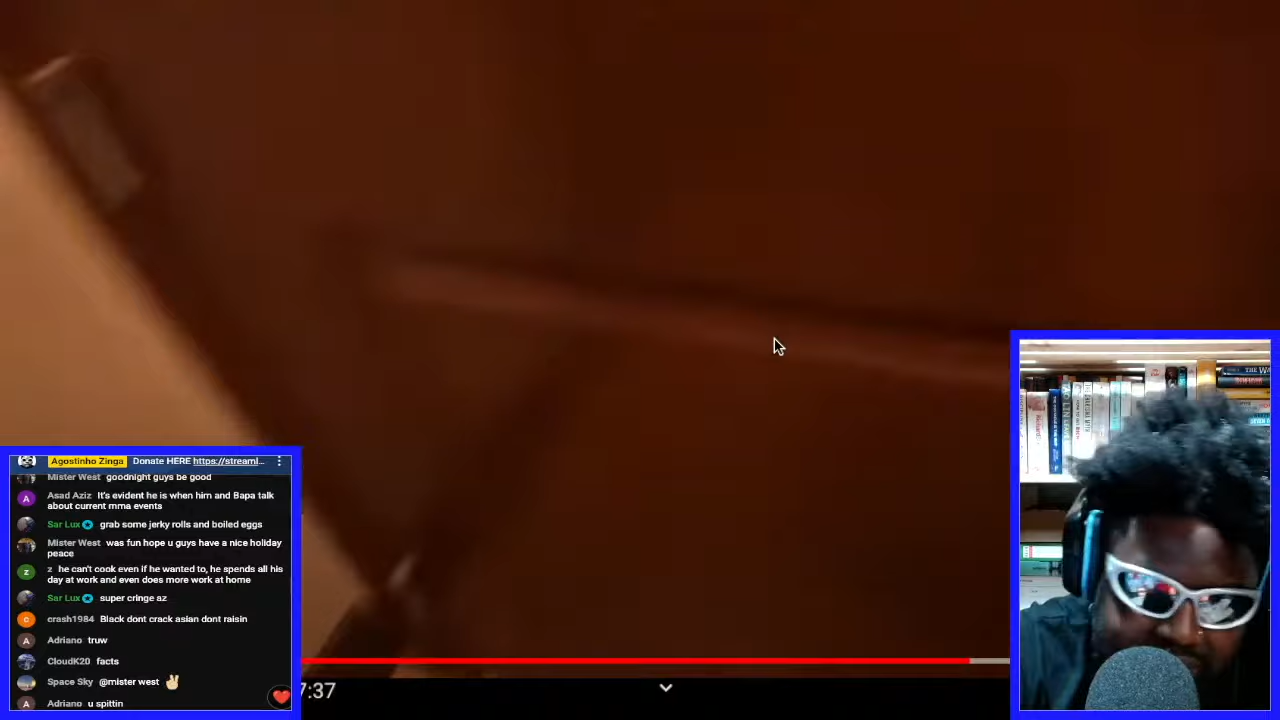 Agostinho Zinga Donate HERE https://streaml...
Mister West goodnight guys be good
Asad Aziz It's evident he is when him and Bapa talk
about current mma events
Sar Lux grab some jerky rolls and boiled eggs
Mister West was fun hope u guys have a nice holiday
peace
z he can't cook even if he wanted to, he spends all his
day at work and even does more work at home
Sar Lux super cringe az
crash1984 Black dont crack asian dont raisin
Adriano truw
CloudK20 facts
Space Sky @mister west ✌
Adriano u spittin
7:37
THE WA